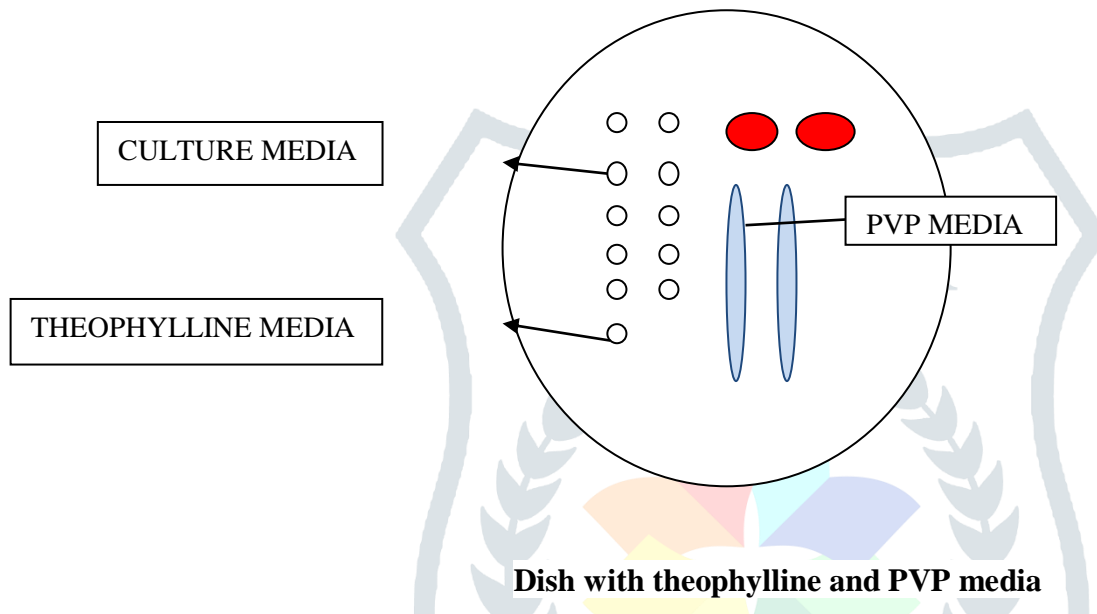 CULTURE MEDIA
PVP MEDIA
THEOPHYLLINE MEDIA
Dish with theophylline and PVP media